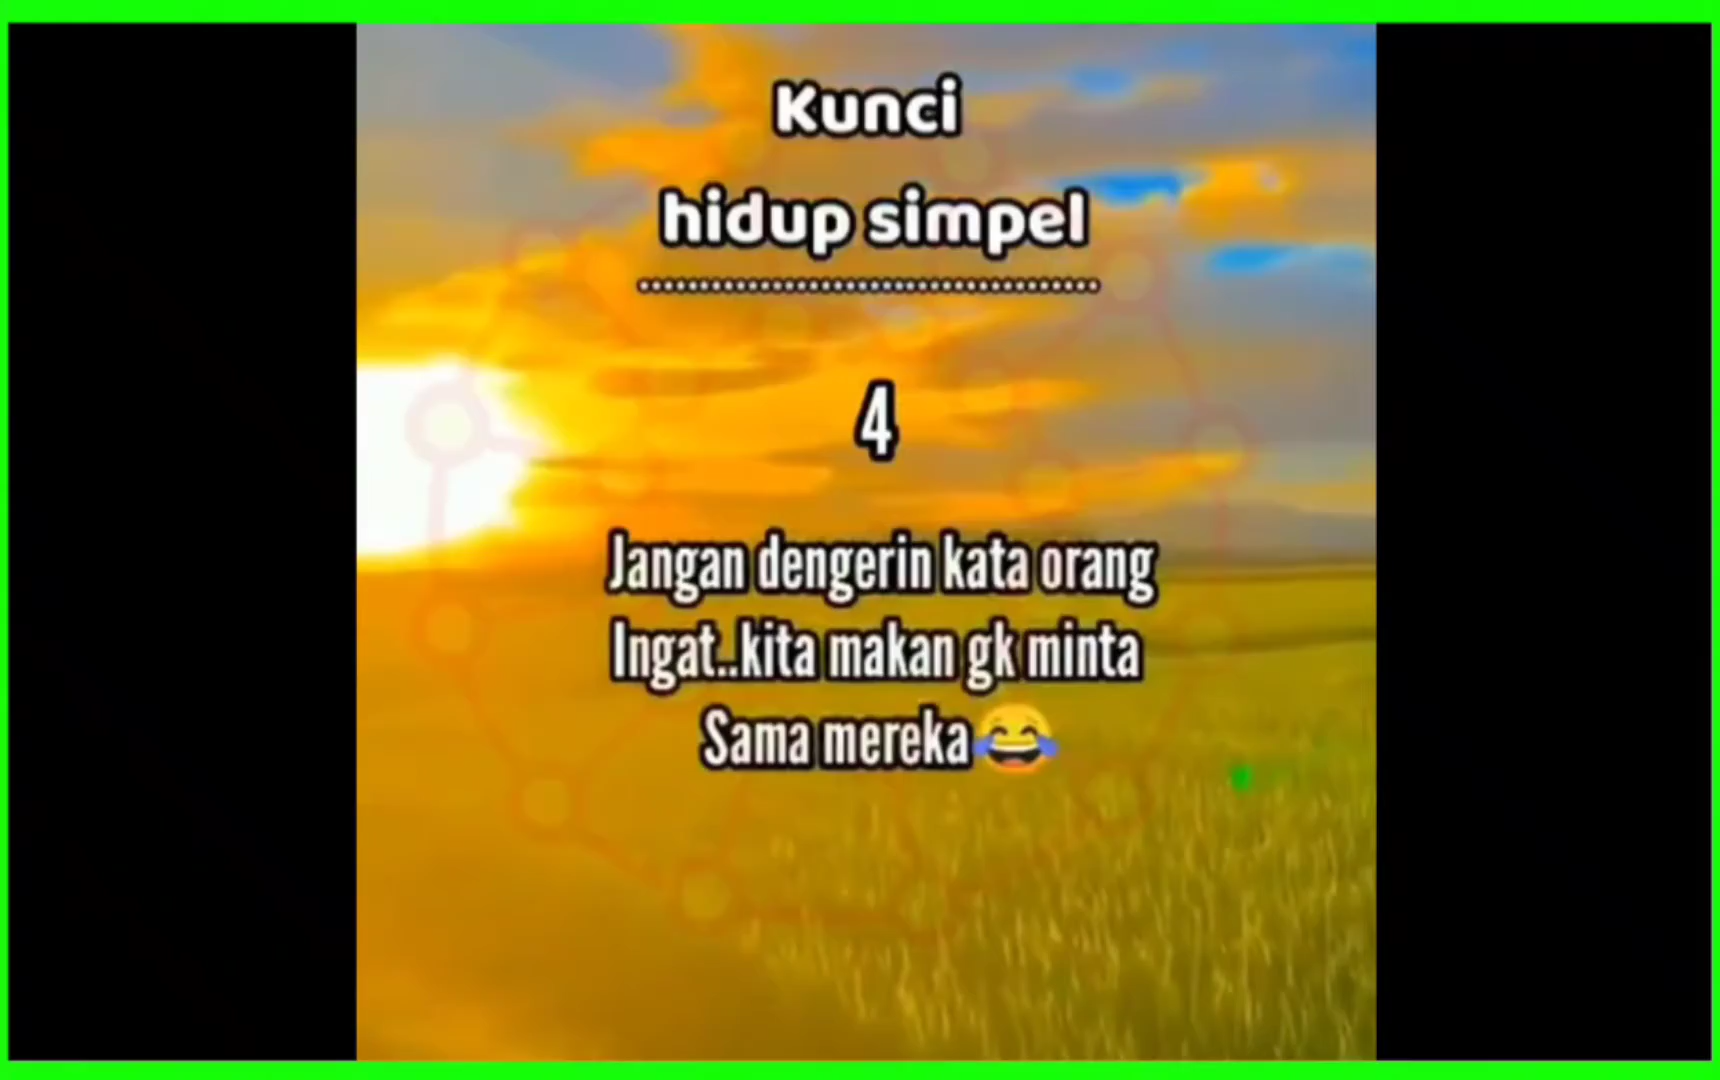 Kunci
hidup simpel
4
Jangan dengerin kata orang
Ingat..kita makan gk minta
Sama mereka😂